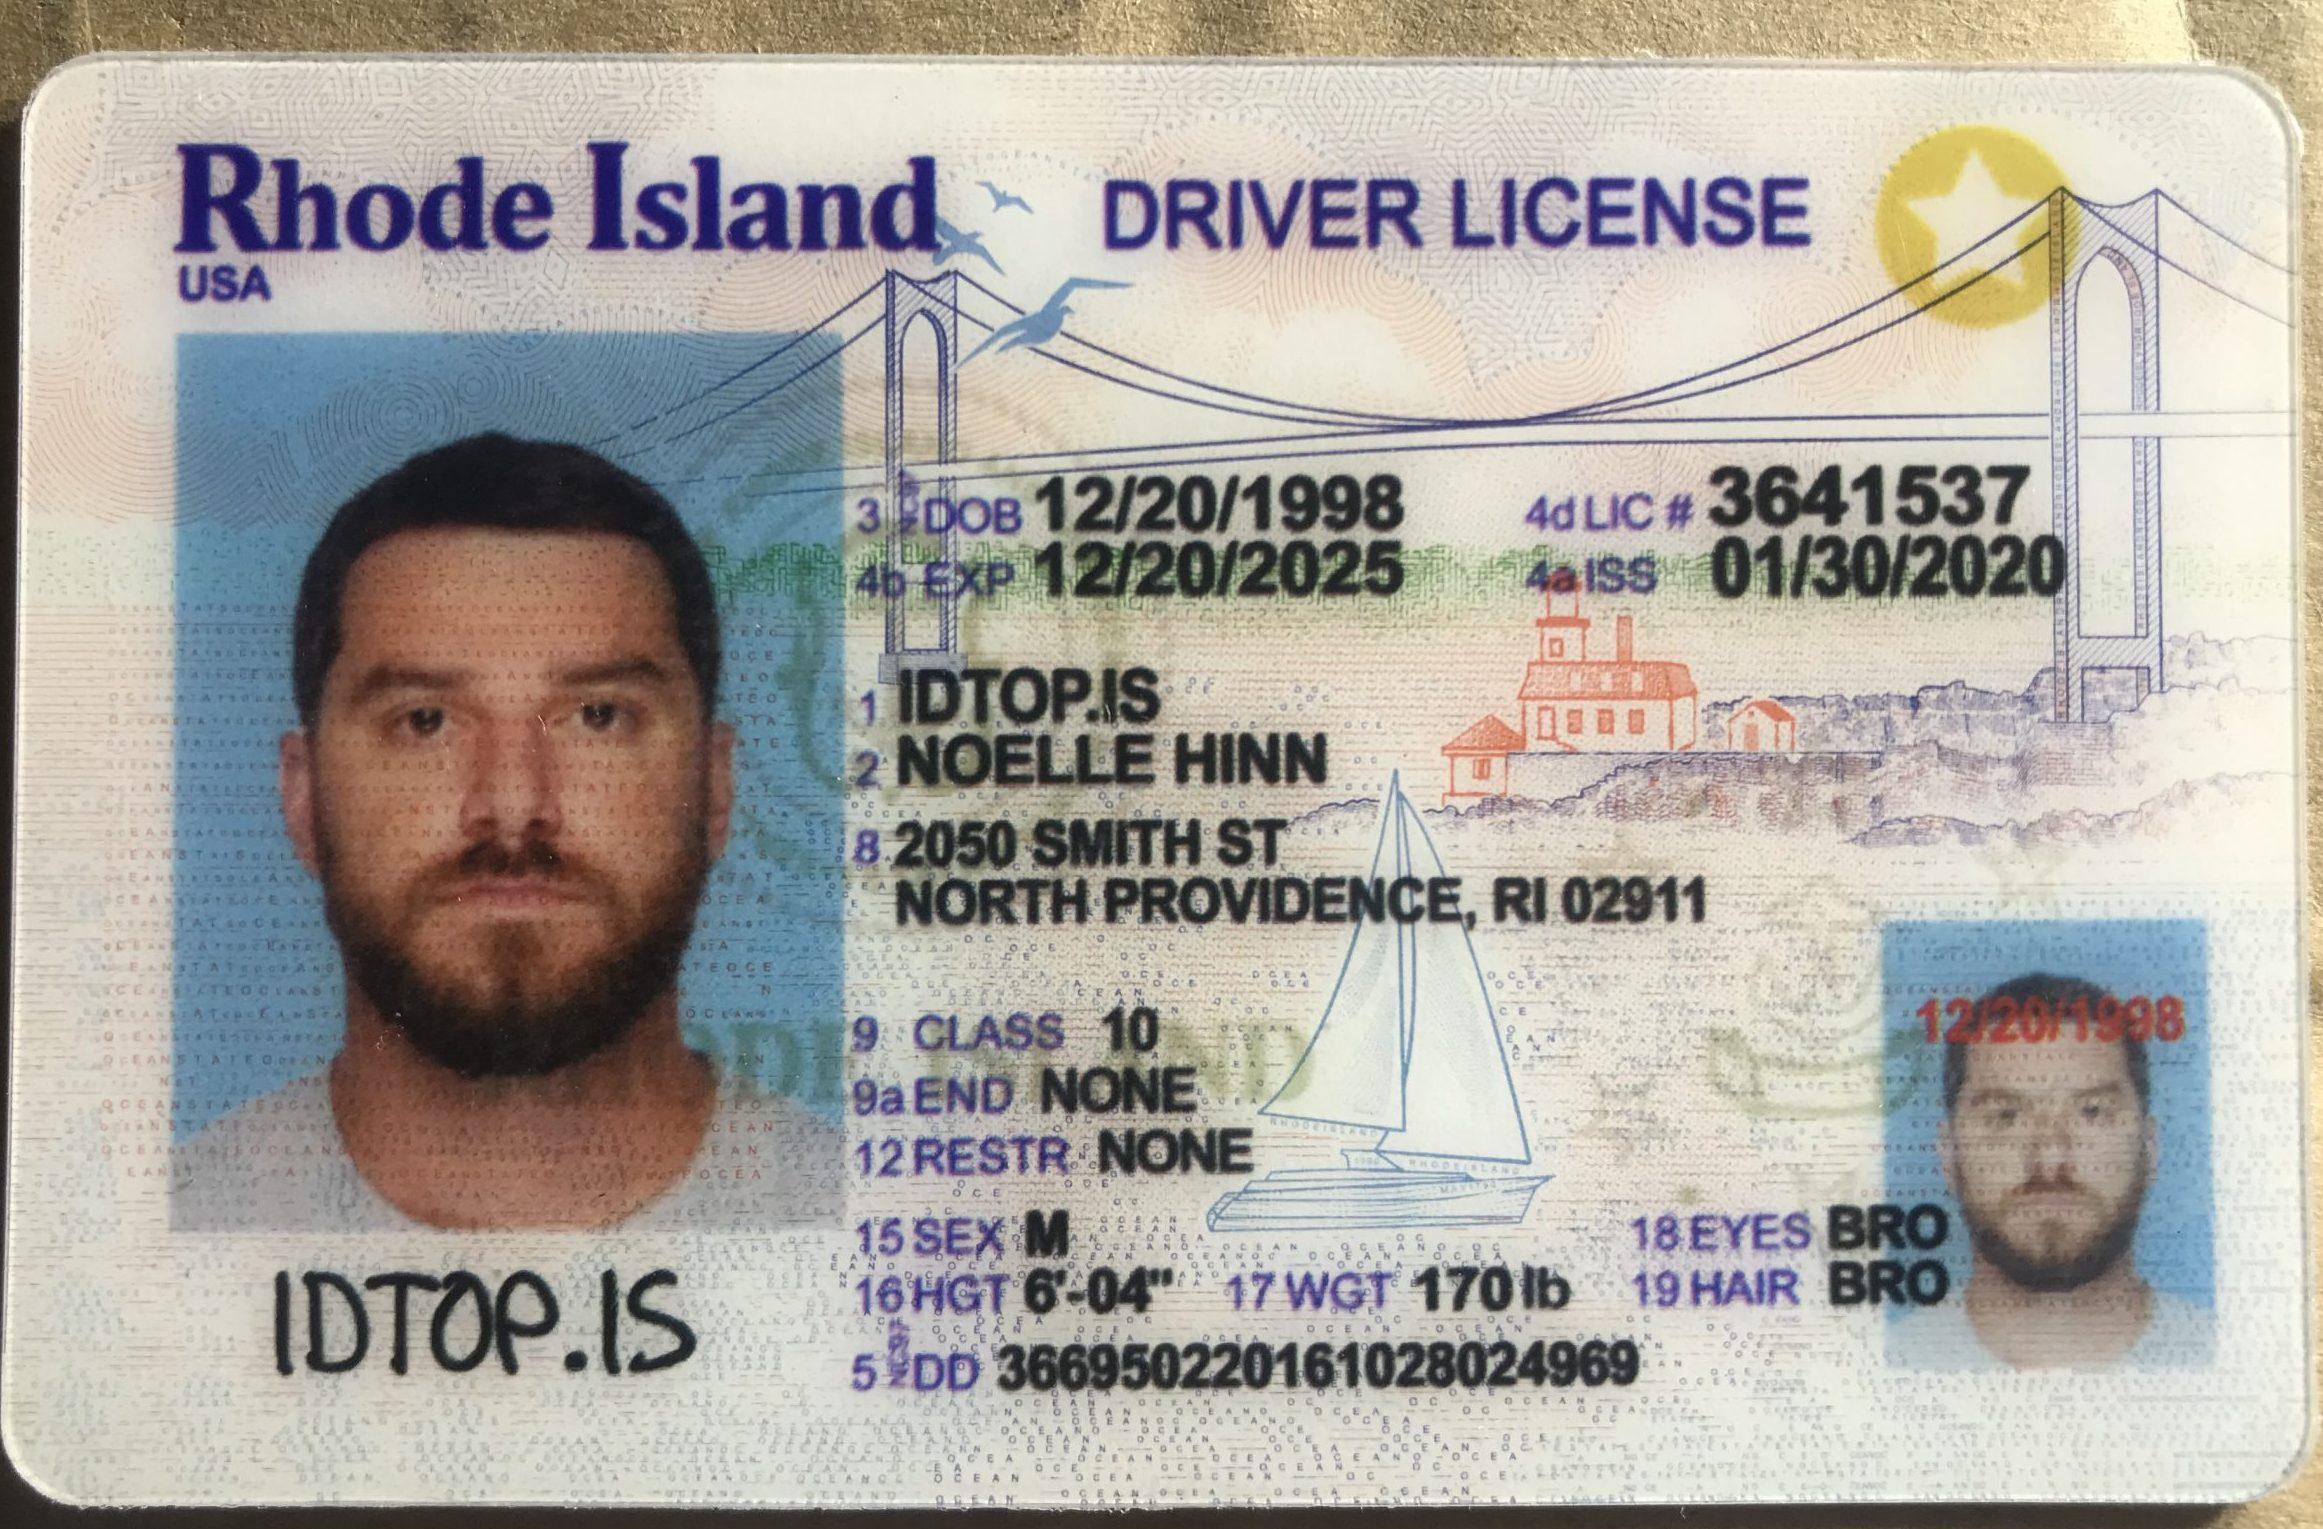 Rhode Island
USA
DRIVER LICENSE
3 DOB 12/20/1998
4d LIC # 3641537
4b EXP 12/20/2025
4a ISS 01/30/2020
1 IDTOP.IS
2 NOELLE HINN
8 2050 SMITH ST
NORTH PROVIDENCE, RI 02911
9 CLASS 10
9a END NONE
12 RESTR NONE
15 SEX M
18 EYES BRO
16 HGT 6'-04"
17 WGT 170 lb
19 HAIR BRO
5 DD 366950220161028024969
12/20/1998
IDTOP.IS